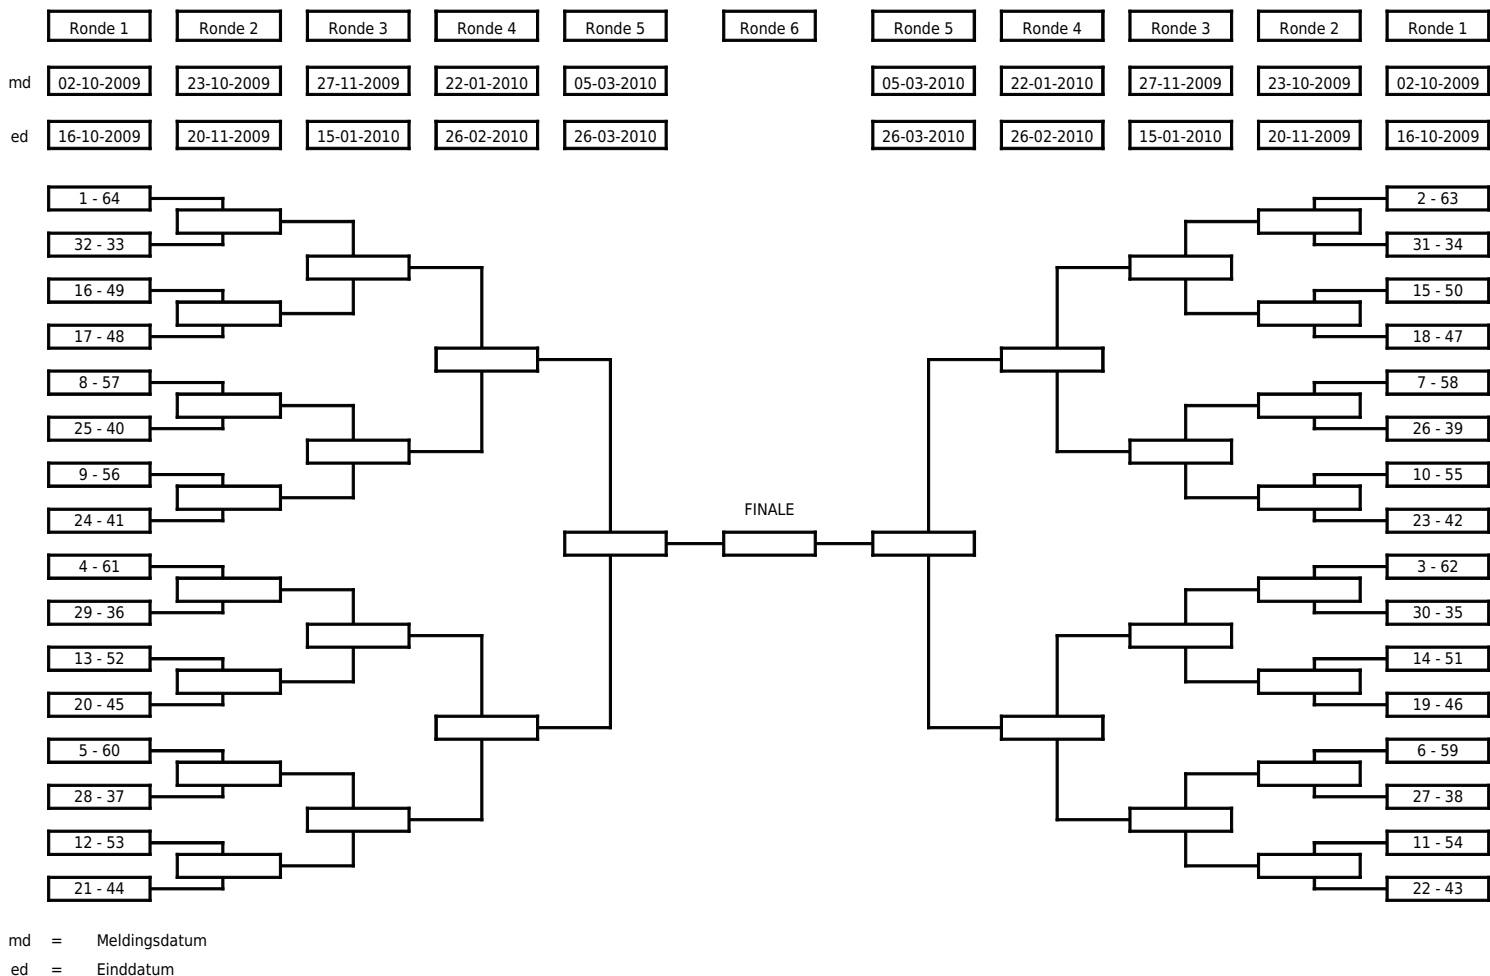 Ronde 1 Ronde 2 Ronde 3 Ronde 4 Ronde 5 Ronde 6 Ronde 5 Ronde 4 Ronde 3 Ronde 2 Ronde 1
md 02-10-2009 23-10-2009 27-11-2009 22-01-2010 05-03-2010 05-03-2010 22-01-2010 27-11-2009 23-10-2009 02-10-2009
ed 16-10-2009 20-11-2009 15-01-2010 26-02-2010 26-03-2010 26-03-2010 26-02-2010 15-01-2010 20-11-2009 16-10-2009
1 - 64 2 - 63
32 - 33 31 - 34
16 - 49 15 - 50
17 - 48 18 - 47
8 - 57 7 - 58
25 - 40 26 - 39
9 - 56 10 - 55
FINALE
24 - 41 23 - 42
4 - 61 3 - 62
29 - 36 30 - 35
13 - 52 14 - 51
20 - 45 19 - 46
5 - 60 6 - 59
28 - 37 27 - 38
12 - 53 11 - 54
21 - 44 22 - 43
md = Meldingsdatum
ed = Einddatum